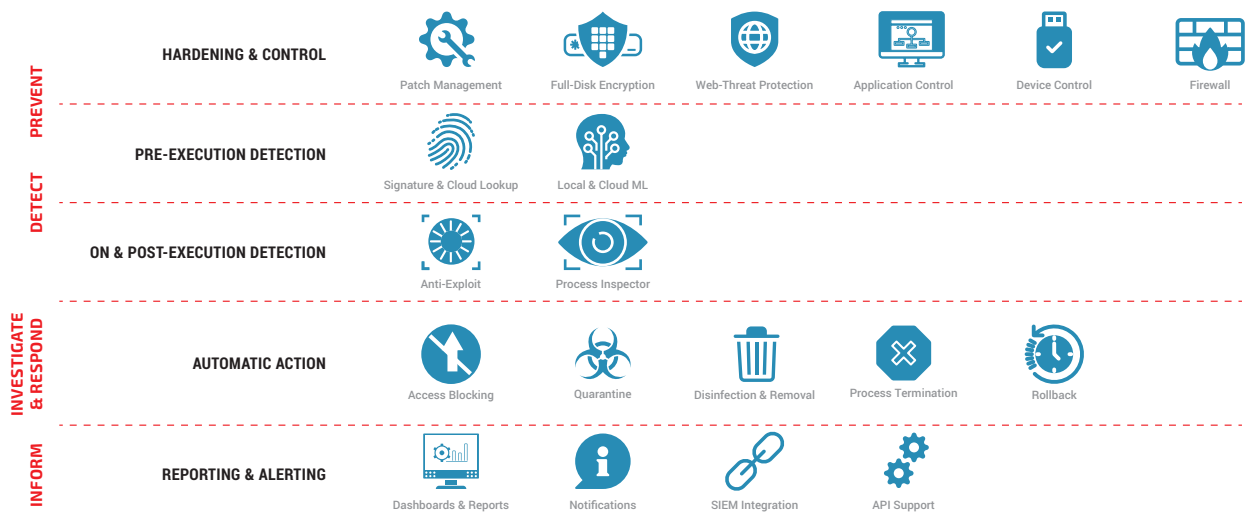 PREVENT
HARDENING & CONTROL
Patch Management
Full-Disk Encryption
Web-Threat Protection
Application Control
Device Control
Firewall
PRE-EXECUTION DETECTION
Signature & Cloud Lookup
Local & Cloud ML
DETECT
ON & POST-EXECUTION DETECTION
Anti-Exploit
Process Inspector
INVESTIGATE
& RESPOND
AUTOMATIC ACTION
Access Blocking
Quarantine
Disinfection & Removal
Process Termination
Rollback
INFORM
REPORTING & ALERTING
Dashboards & Reports
Notifications
SIEM Integration
API Support